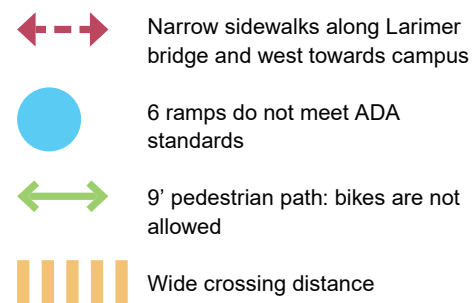 Narrow sidewalks along Larimer
bridge and west towards campus
6 ramps do not meet ADA
standards
9’ pedestrian path: bikes are not
allowed
Wide crossing distance